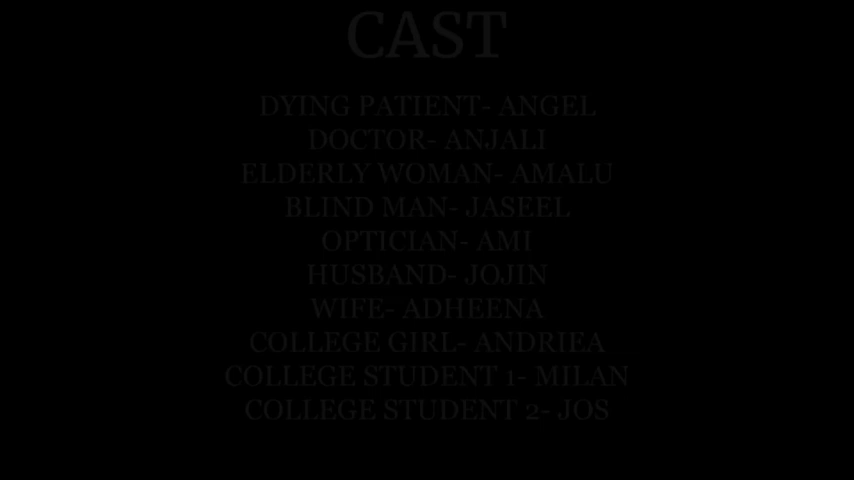 CAST
DYING PATIENT- ANGEL
DOCTOR- ANJALI
ELDERLY WOMAN- AMALU
BLIND MAN- JASEEL
OPTICIAN- AMI
HUSBAND- JOJIN
WIFE- ADHEENA
COLLEGE GIRL- ANDRIEA
COLLEGE STUDENT 1- MILAN
COLLEGE STUDENT 2- JOS